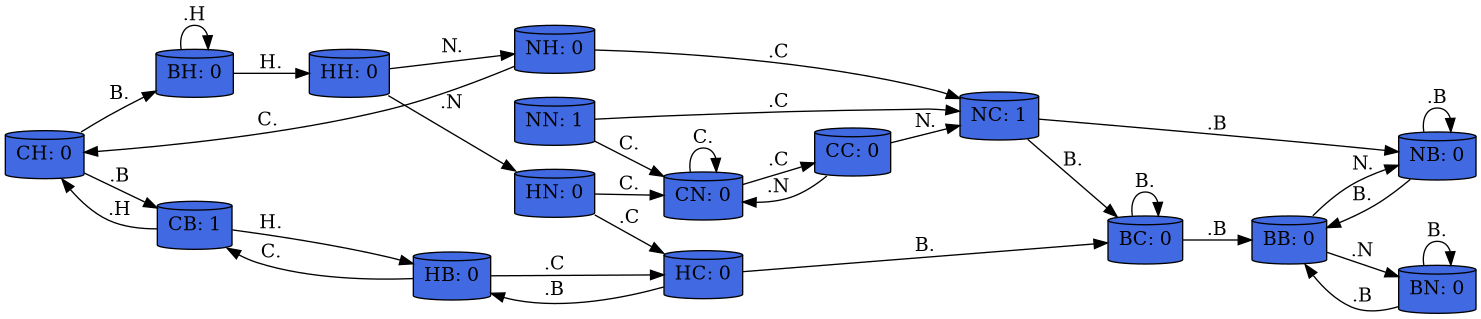 .H
BH: 0
H.
HH: 0
N.
NH: 0
.C
B.
C.
.N
NN: 1
.C
NC: 1
.B
.B
NB: 0
CH: 0
C.
C.
N.
CC: 0
.B
.H
HN: 0
C.
CN: 0
.C
.N
B.
N.
B.
CB: 1
H.
.C
B.
BC: 0
.B
BB: 0
.N
B.
C.
HB: 0
.C
HC: 0
B.
.B
BN: 0
.B